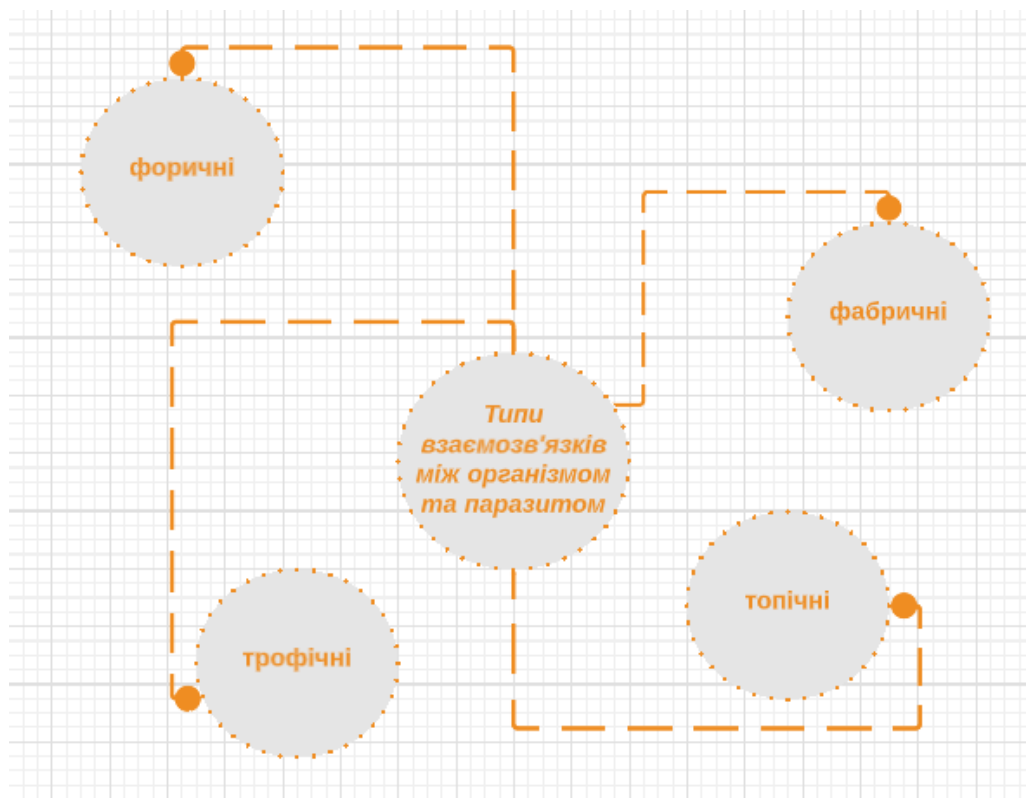 форичні
фабричні
Типи
взаємозв'язків
між організмом
та паразитом
топічні
трофічні